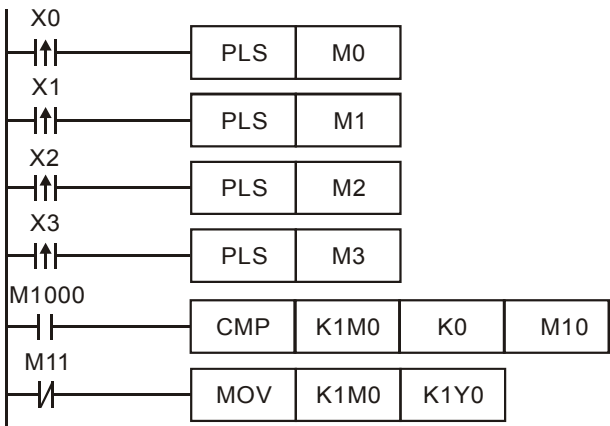 X0
PLS M0
X1
PLS M1
X2
PLS M2
X3
PLS M3
M1000
CMP K1M0 K0 M10
M11
MOV K1M0 K1Y0